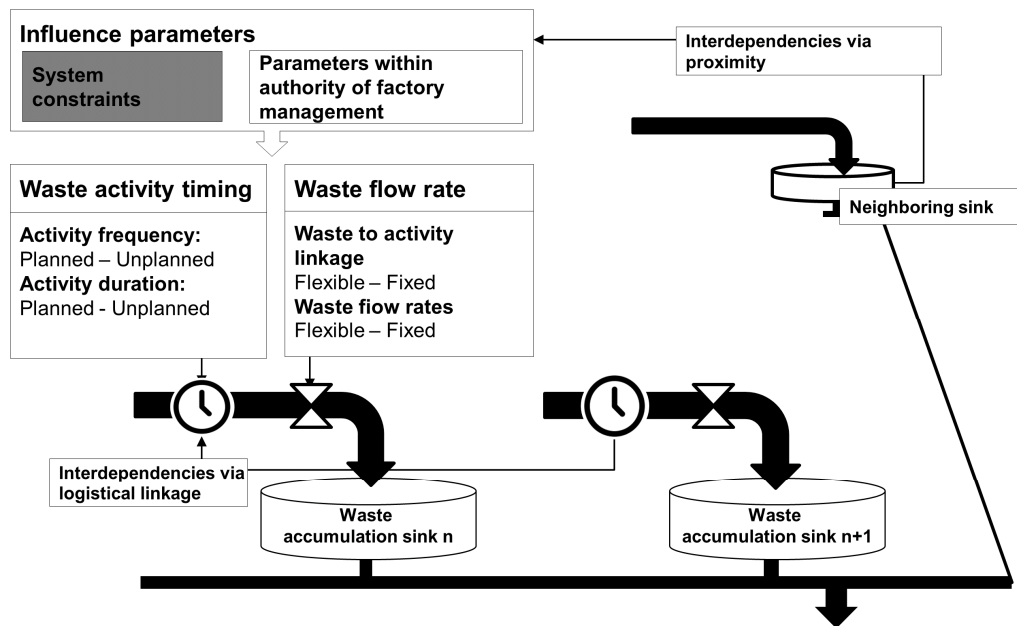 Influence parameters
System
constraints
Parameters within
authority of factory
management
Interdependencies via
proximity
Neighboring sink
Waste activity timing
Activity frequency:
Planned – Unplanned
Activity duration:
Planned - Unplanned
Waste flow rate
Waste to activity
linkage
Flexible – Fixed
Waste flow rates
Flexible – Fixed
Interdependencies via
logistical linkage
Waste
accumulation sink n
Waste
accumulation sink n+1